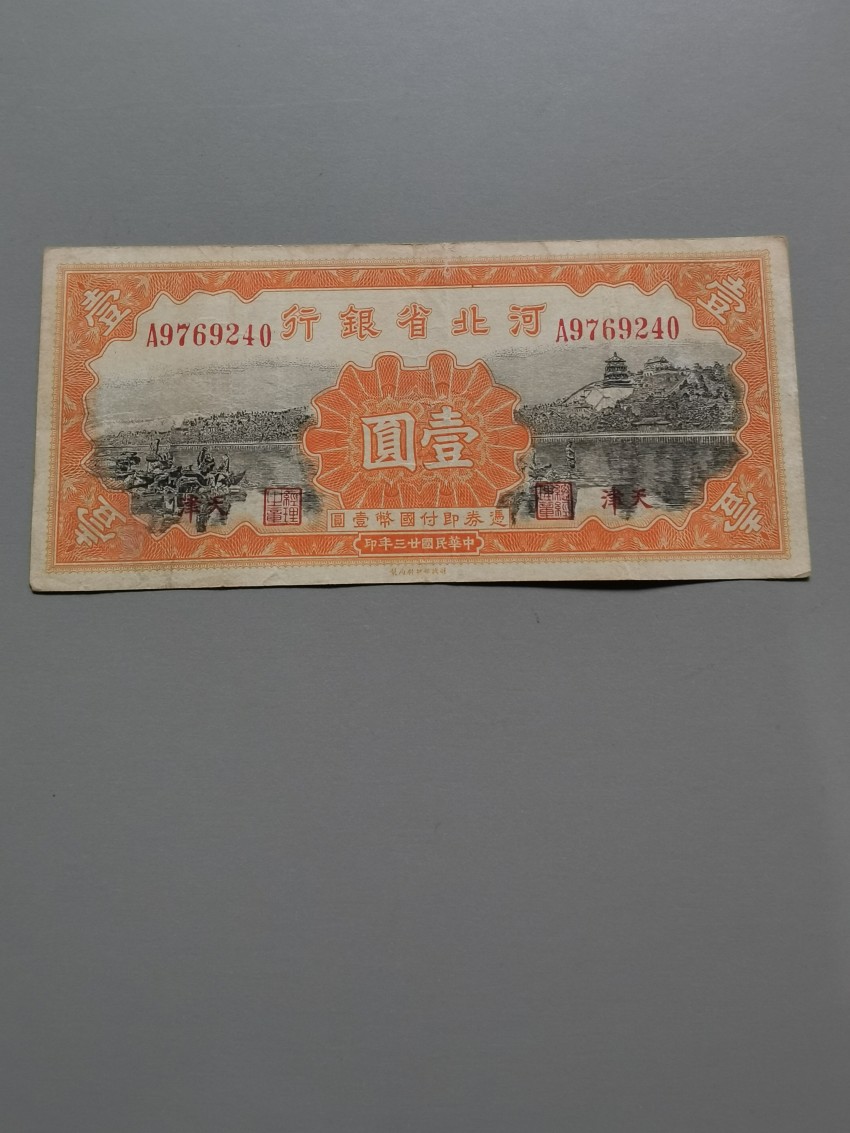 壹 壹
河北省銀行
A9769240 A9769240
壹圓
天津 天津
憑券即付國幣壹圓
中華民國廿三年印
壹 壹